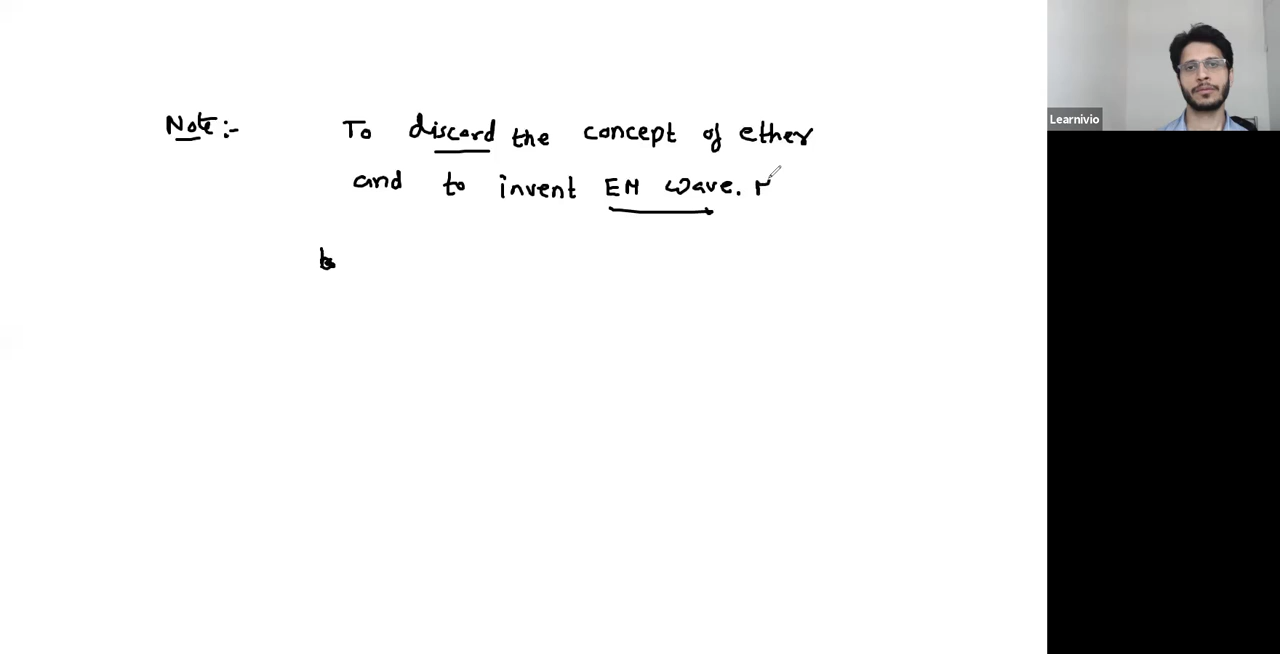 Note :- To discard the concept of ether
and to invent EM wave. M
Learnivio